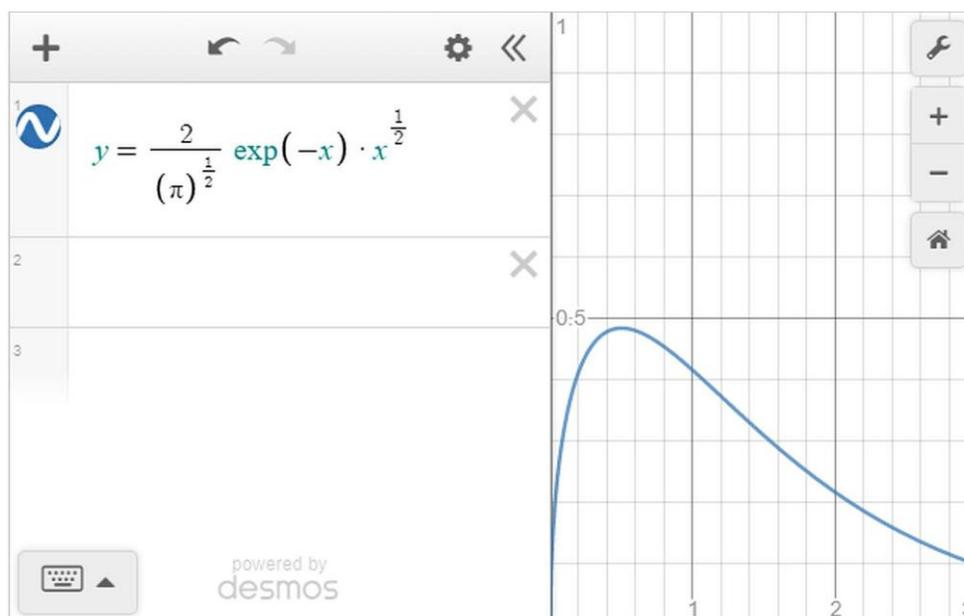 1
y = 2/(π)^(1/2) exp(−x) · x^(1/2)
2
3
powered by
desmos
1
0.5
1
2